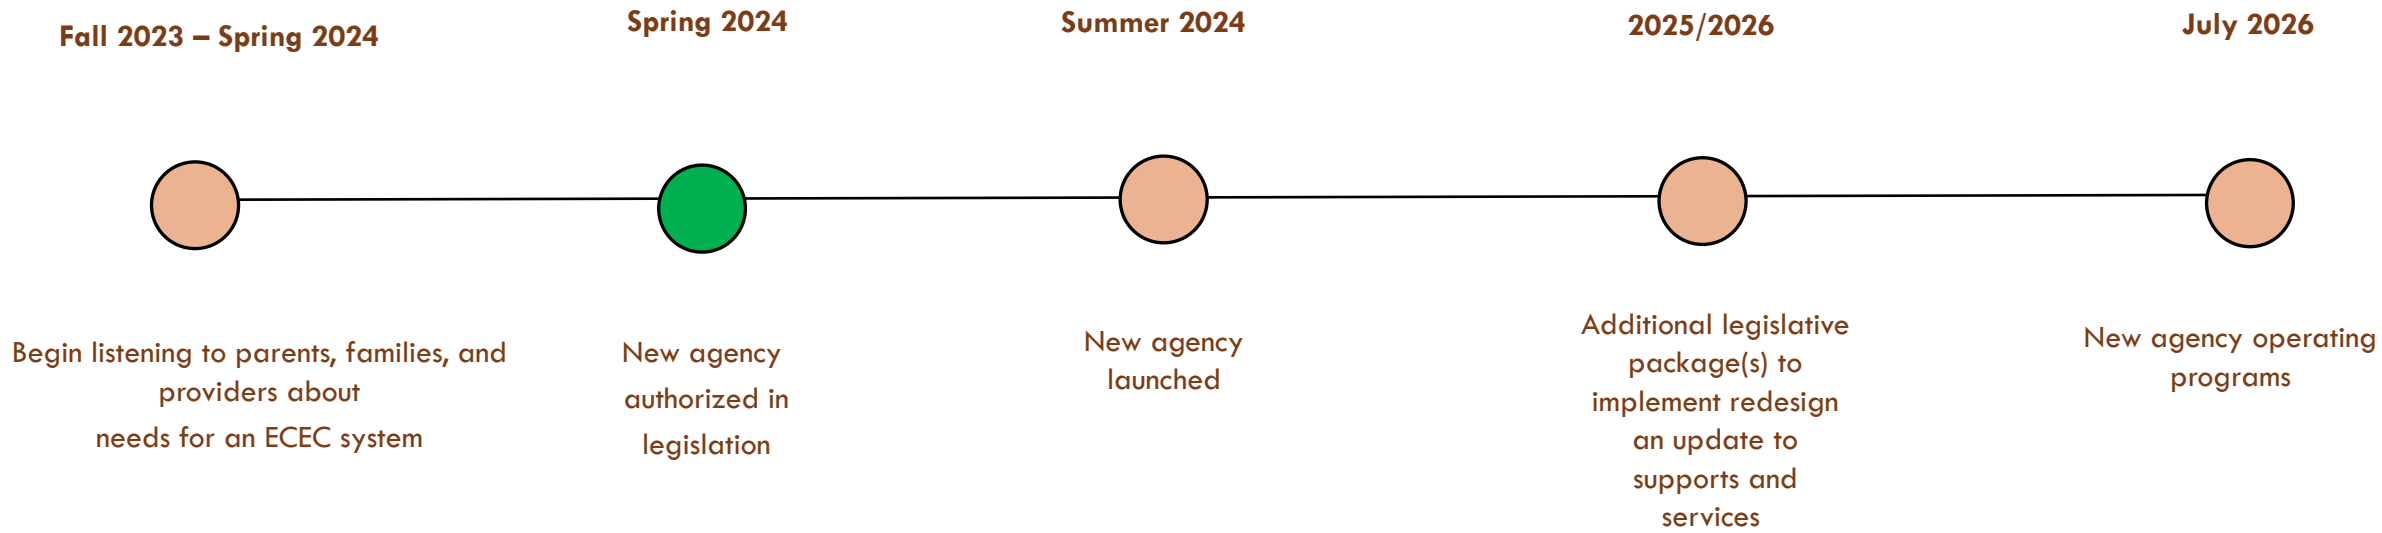 Fall 2023 – Spring 2024
Begin listening to parents, families, and
providers about
needs for an ECEC system
Spring 2024
New agency
authorized in
legislation
Summer 2024
New agency
launched
2025/2026
Additional legislative
package(s) to
implement redesign
an update to
supports and
services
July 2026
New agency operating
programs